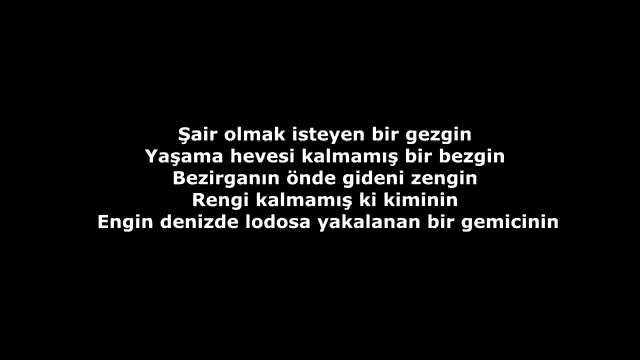 Şair olmak isteyen bir gezgin
Yaşama hevesi kalmamış bir bezgin
Bezirganın önde gideni zengin
Rengi kalmamış ki kiminin
Engin denizde lodosa yakalanan bir gemicinin